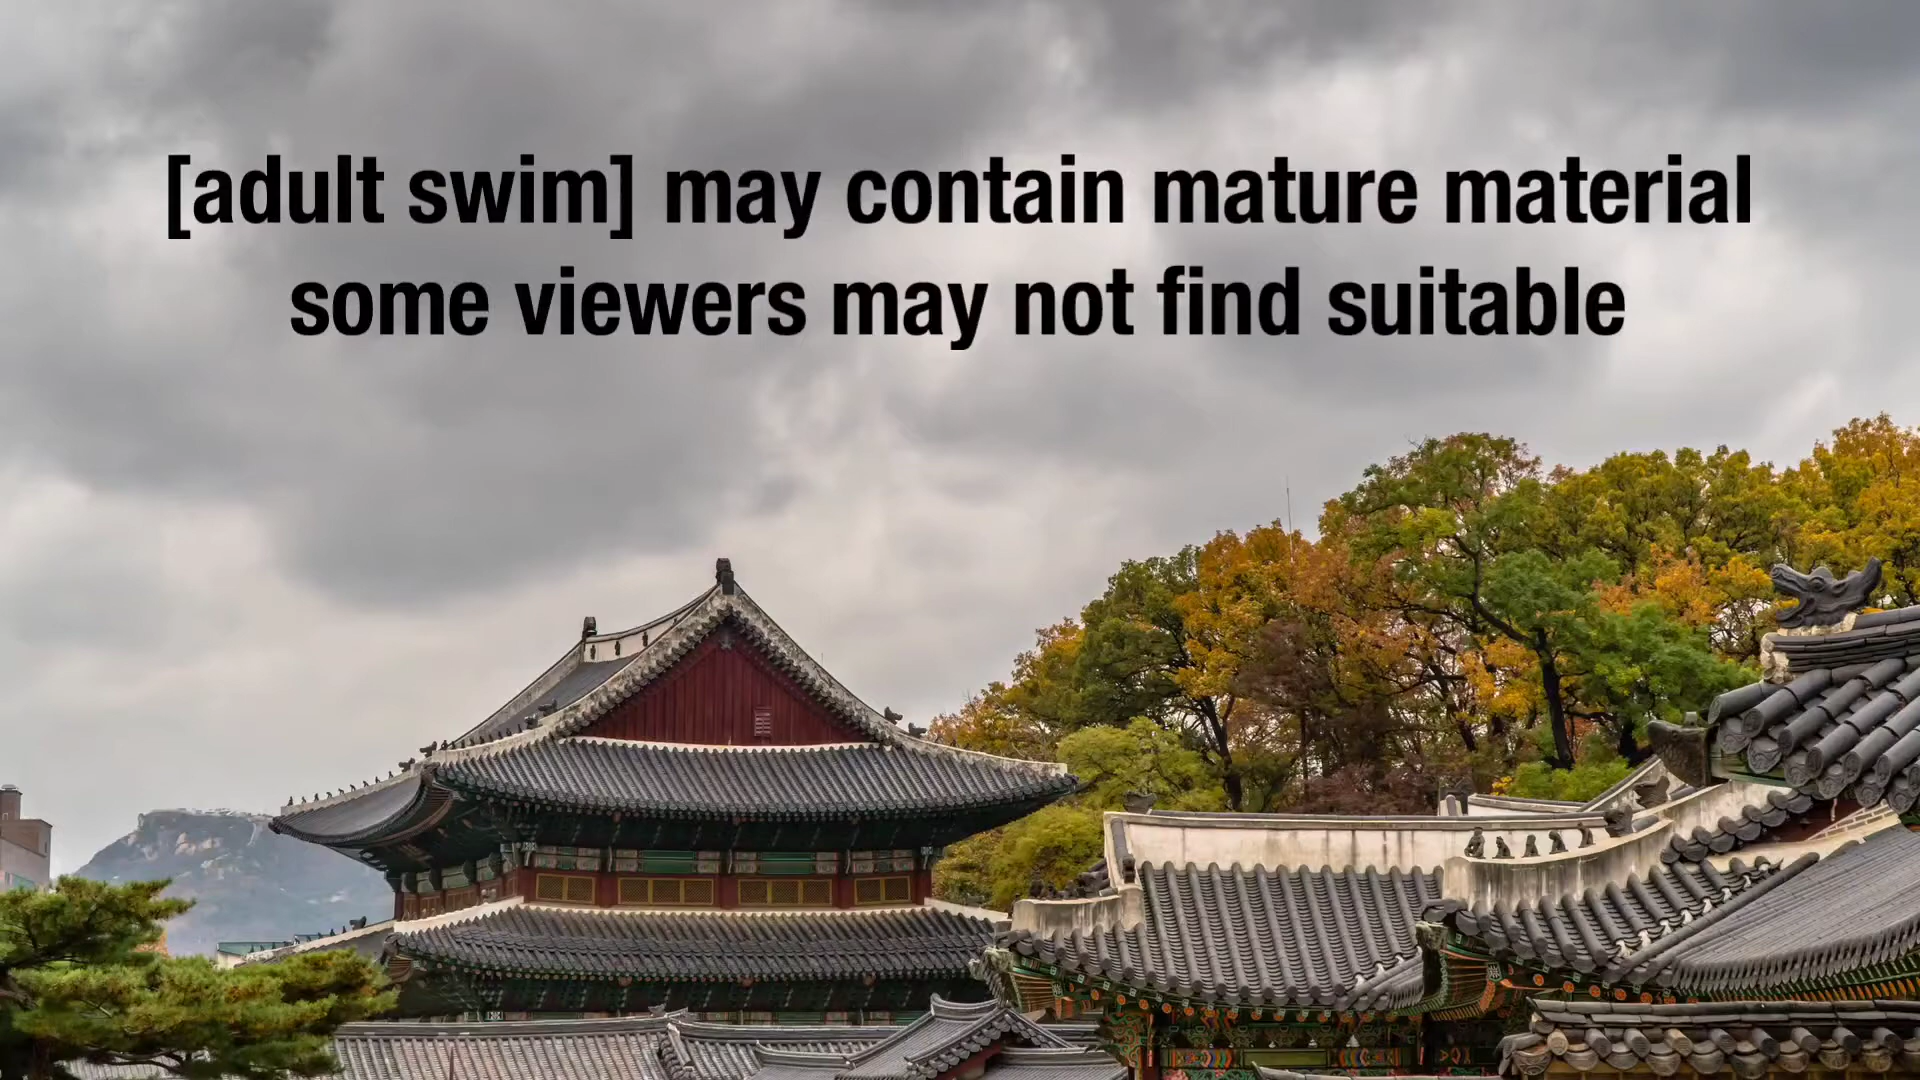 [adult swim] may contain mature material
some viewers may not find suitable